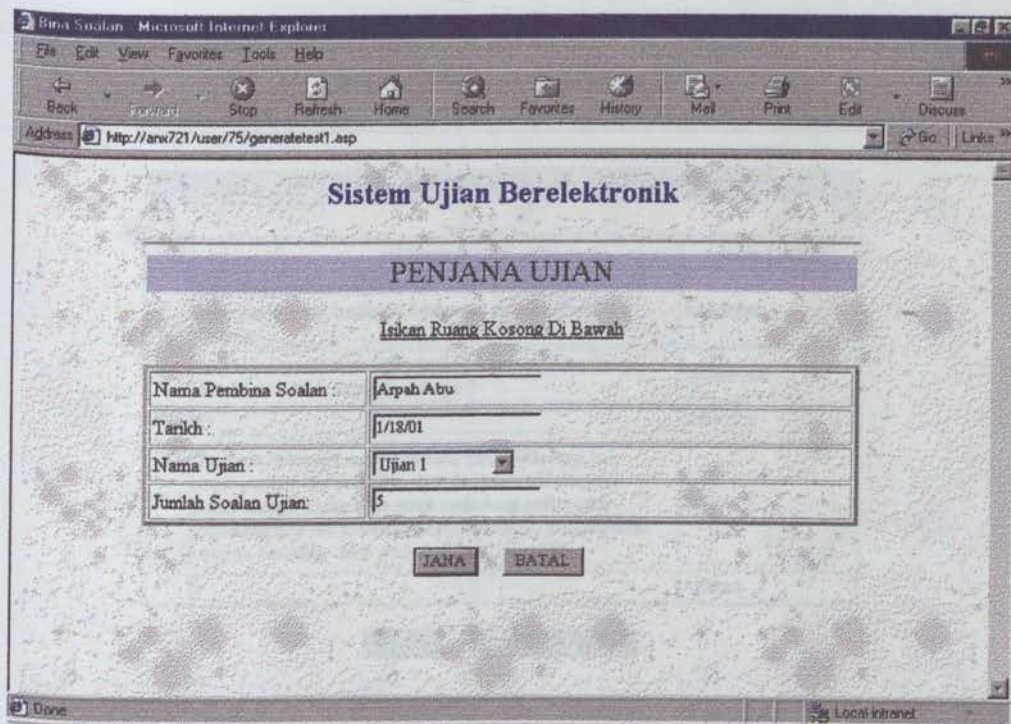 Bina Soalan - Microsoft Internet Explorer
File Edit View Favorites Tools Help
Back Forward Stop Refresh Home Search Favorites History Mail Print Edit Discuss
Address http://anx721/user/75/generatetest1.asp Go Links
Sistem Ujian Berelektronik
PENJANA UJIAN
Isikan Ruang Kosong Di Bawah
Nama Pembina Soalan : Arpah Abu
Tarikh : 1/18/01
Nama Ujian : Ujian 1
Jumlah Soalan Ujian: 5
JANA BATAL
Done Local intranet